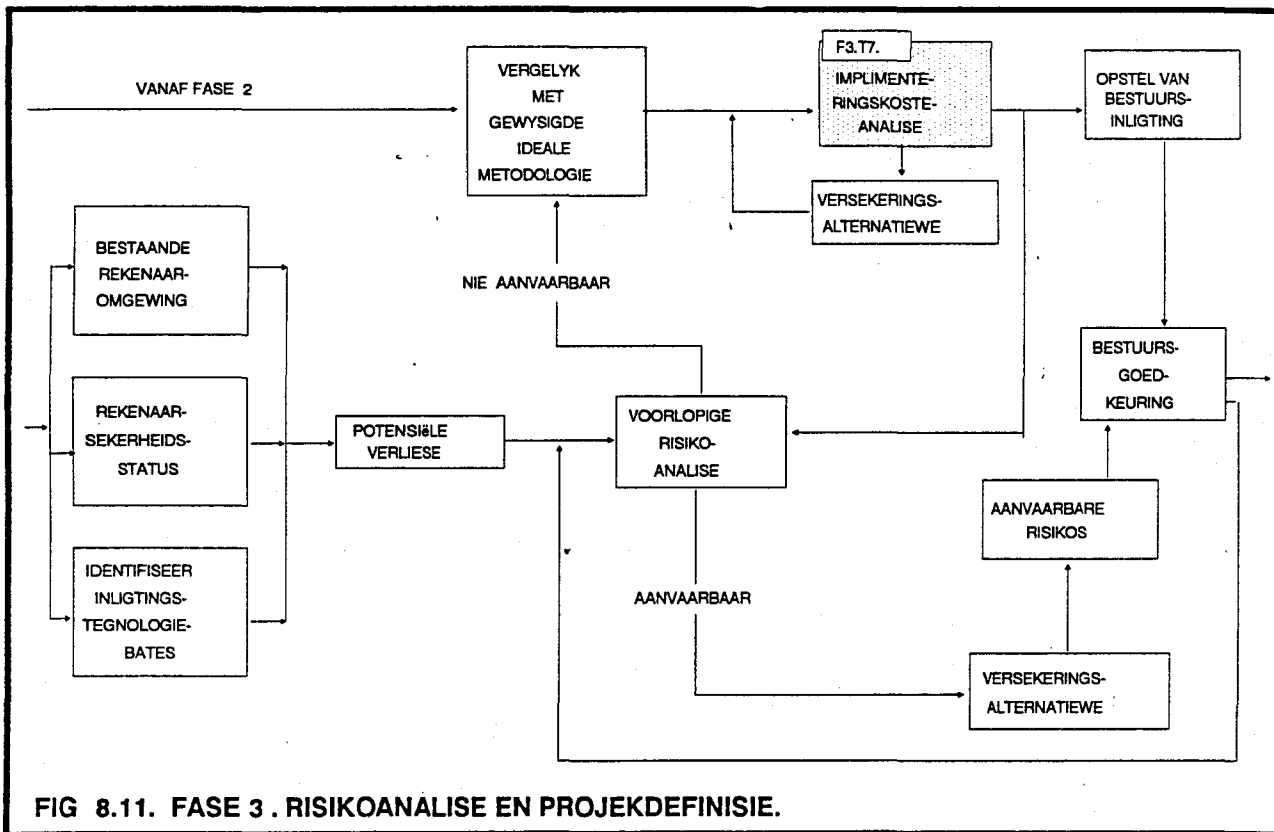 VANAF FASE 2
VERGELYK
MET
GEWYSIGDE
IDEALE
METODOLOGIE
F3.T7.
IMPLIMENTE-
RINGSKOSTE-
ANALISE
OPSTEL VAN
BESTUURS-
INLIGTING
VERSEKERINGS-
ALTERNATIEWE
BESTAANDE
REKENAAR-
OMGEWING
NIE AANVAARBAAR
BESTUURS-
GOED-
KEURING
REKENAAR-
SEKERHEIDS-
STATUS
POTENSIëLE
VERLIESE
VOORLOPIGE
RISIKO-
ANALISE
AANVAARBARE
RISIKOS
IDENTIFISEER
INLIGTINGS-
TEGNOLOGIE-
BATES
AANVAARBAAR
VERSEKERINGS-
ALTERNATIEWE
FIG 8.11. FASE 3 . RISIKOANALISE EN PROJEKDEFINISIE.